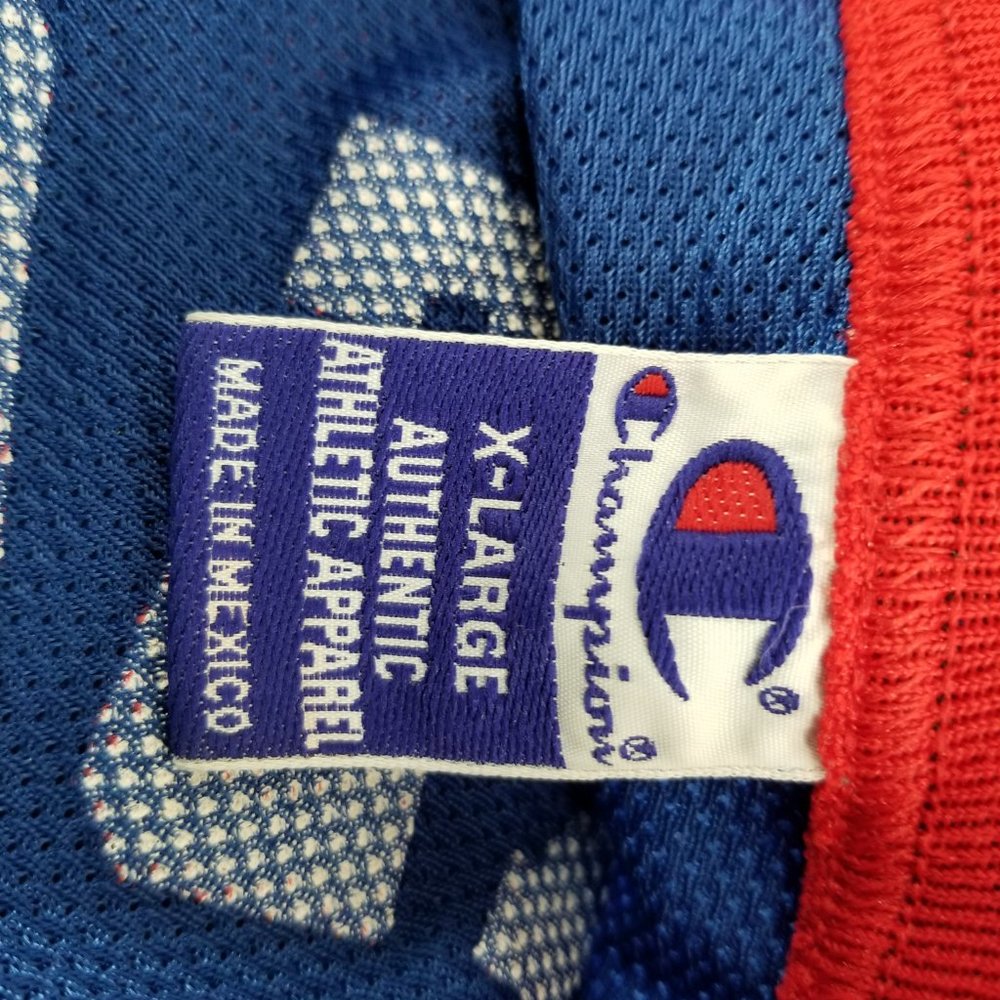 ®
Champion®
X-LARGE
AUTHENTIC
ATHLETIC APPAREL
MADE IN MEXICO